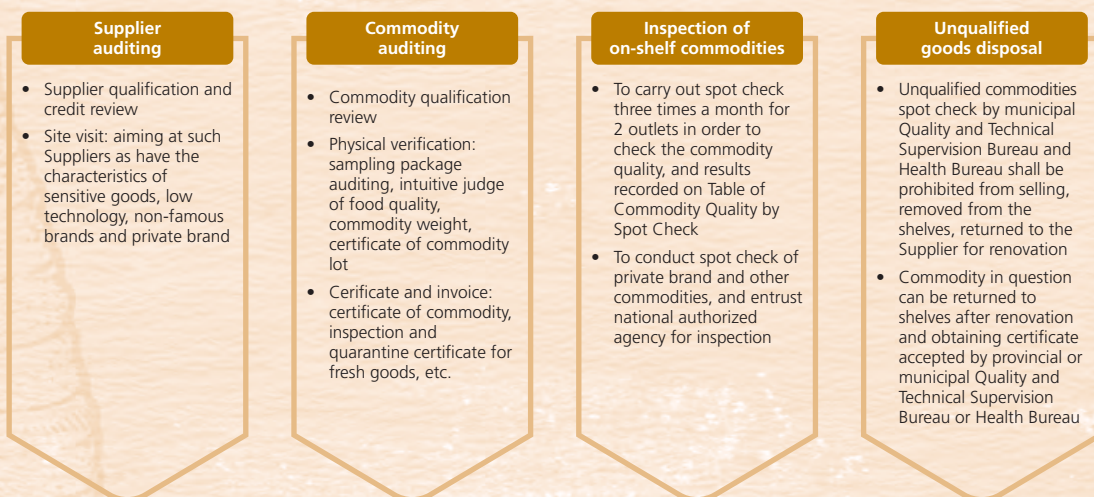 Supplier
auditing
• Supplier qualification and
credit review
• Site visit: aiming at such
Suppliers as have the
characteristics of
sensitive goods, low
technology, non-famous
brands and private brand
Commodity
auditing
• Commodity qualification
review
• Physical verification:
sampling package
auditing, intuitive judge
of food quality,
commodity weight,
certificate of commodity
lot
• Cerificate and invoice:
certificate of commodity,
inspection and
quarantine certificate for
fresh goods, etc.
Inspection of
on-shelf commodities
• To carry out spot check
three times a month for
2 outlets in order to
check the commodity
quality, and results
recorded on Table of
Commodity Quality by
Spot Check
• To conduct spot check of
private brand and other
commodities, and entrust
national authorized
agency for inspection
Unqualified
goods disposal
• Unqualified commodities
spot check by municipal
Quality and Technical
Supervision Bureau and
Health Bureau shall be
prohibited from selling,
removed from the
shelves, returned to the
Supplier for renovation
• Commodity in question
can be returned to
shelves after renovation
and obtaining certificate
accepted by provincial or
municipal Quality and
Technical Supervision
Bureau or Health Bureau